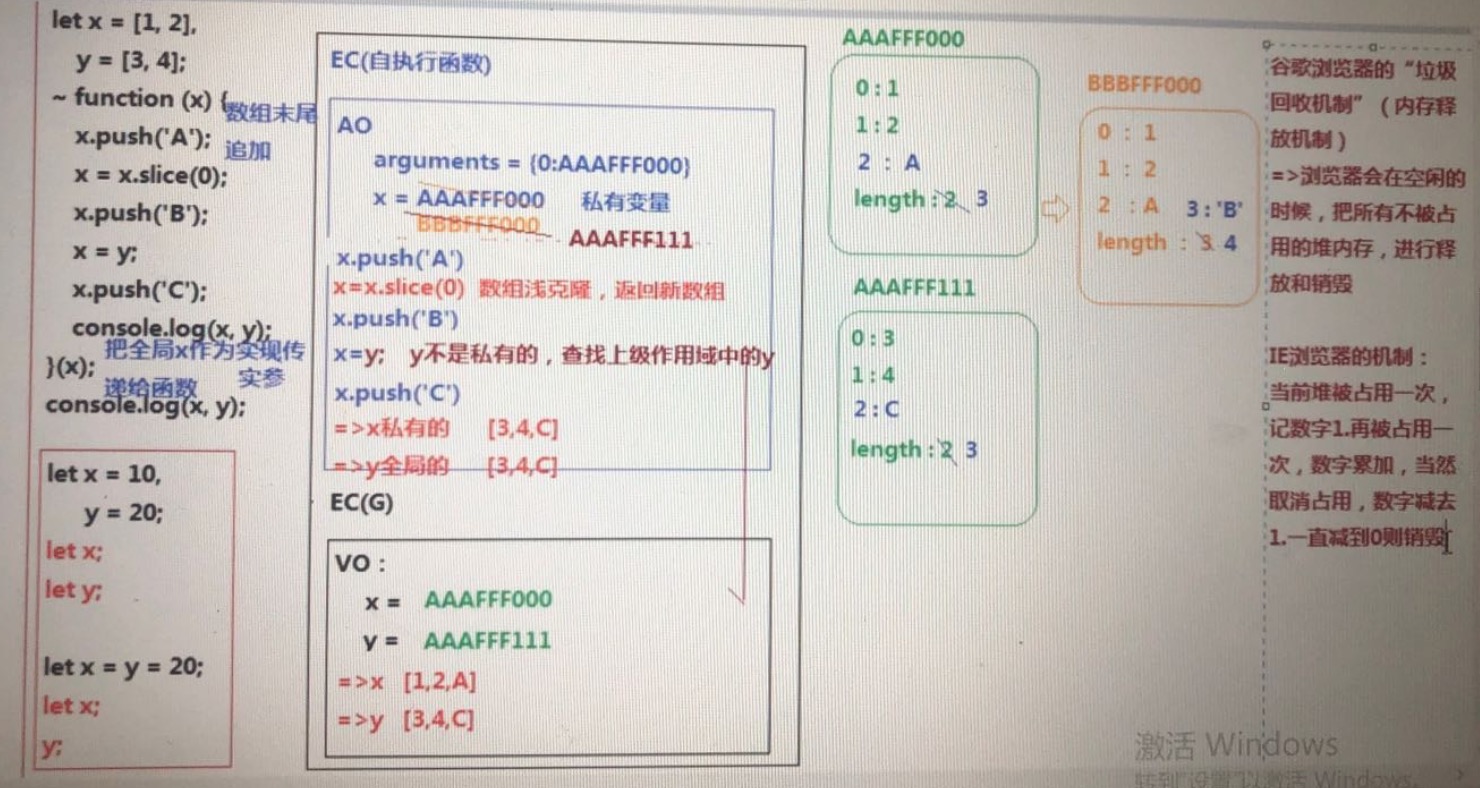 let x = [1, 2],
y = [3, 4];
~ function (x) {
数组末尾
x.push('A');
追加
x = x.slice(0);
x.push('B');
x = y;
x.push('C');
console.log(x, y);
把全局x作为实现传
}(x);
递给函数 实参
console.log(x, y);
let x = 10,
y = 20;
let x;
let y;
let x = y = 20;
let x;
y;
EC(自执行函数)
AO
arguments = {0:AAAFFF000}
x = AAAFFF000 私有变量
BBBFFF000 AAAFFF111
x.push('A')
x=x.slice(0) 数组浅克隆，返回新数组
x.push('B')
x=y; y不是私有的，查找上级作用域中的y
x.push('C')
=>x私有的 [3,4,C]
=>y全局的 [3,4,C]
EC(G)
VO：
x = AAAFFF000
y = AAAFFF111
=>x [1,2,A]
=>y [3,4,C]
AAAFFF000
0 : 1
1 : 2
2 : A
length : 2 3
AAAFFF111
0 : 3
1 : 4
2 : C
length : 2 3
BBBFFF000
0 : 1
1 : 2
2 : A 3 : 'B'
length : 3 4
谷歌浏览器的“垃圾
回收机制”（内存释
放机制）
=>浏览器会在空闲的
时候，把所有不被占
用的堆内存，进行释
放和销毁
IE浏览器的机制：
当前堆被占用一次，
记数字1.再被占用一
次，数字累加，当然
取消占用，数字减去
1.一直减到0则销毁
激活 Windows
转到"设置"以激活 Windows。